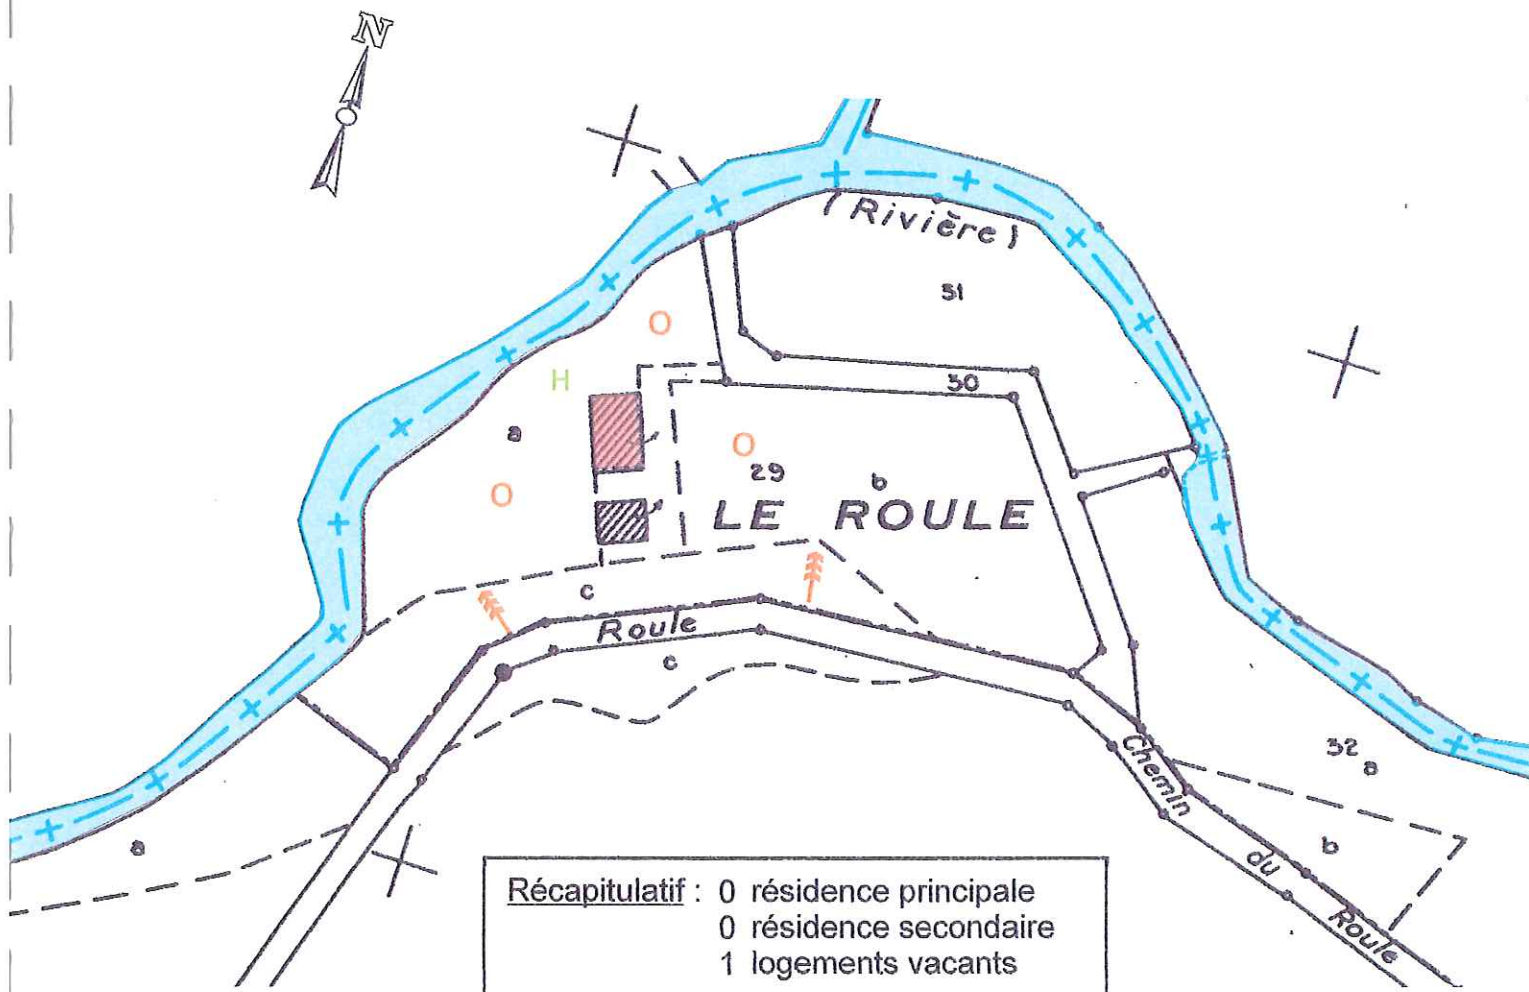 N
( Rivière )
51
O
30
H
a
O
29
b
O
LE ROULE
c
Roule
c
Chemin
du
Roule
32
a
b
a
Récapitulatif : 0 résidence principale
0 résidence secondaire
1 logements vacants